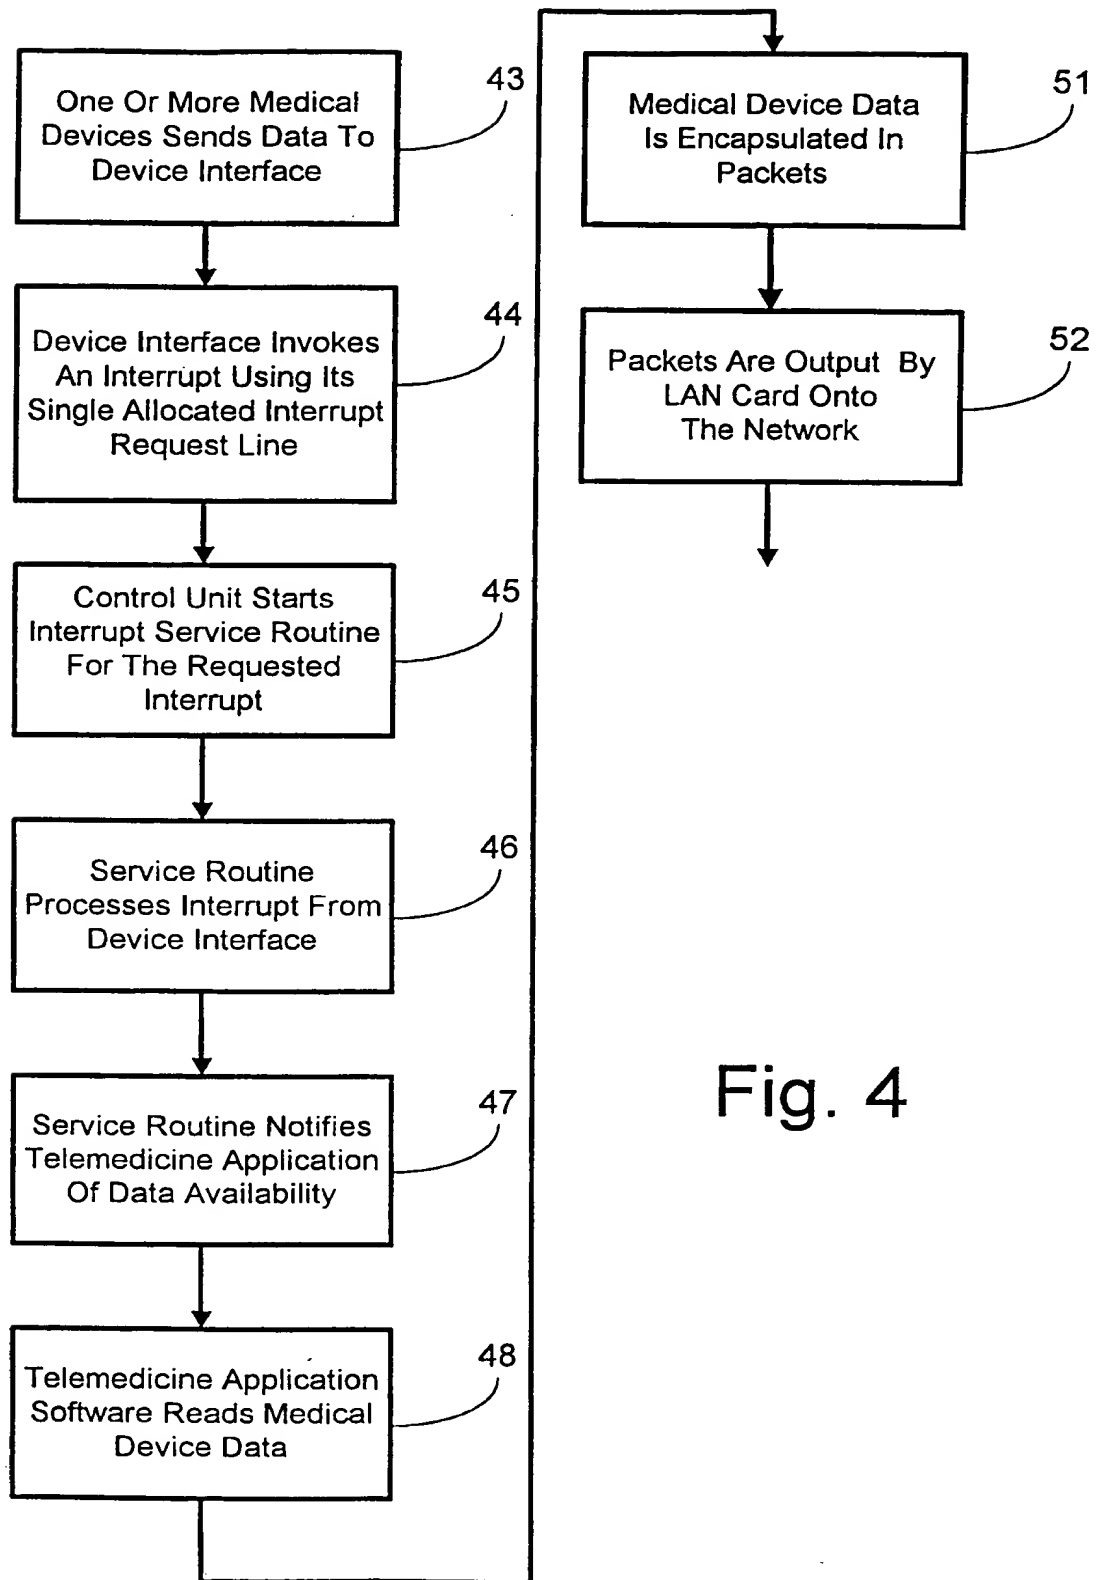 One Or More Medical
Devices Sends Data To
Device Interface
43
Device Interface Invokes
An Interrupt Using Its
Single Allocated Interrupt
Request Line
44
Control Unit Starts
Interrupt Service Routine
For The Requested
Interrupt
45
Service Routine
Processes Interrupt From
Device Interface
46
Service Routine Notifies
Telemedicine Application
Of Data Availability
47
Telemedicine Application
Software Reads Medical
Device Data
48
Medical Device Data
Is Encapsulated In
Packets
51
Packets Are Output By
LAN Card Onto
The Network
52
Fig. 4